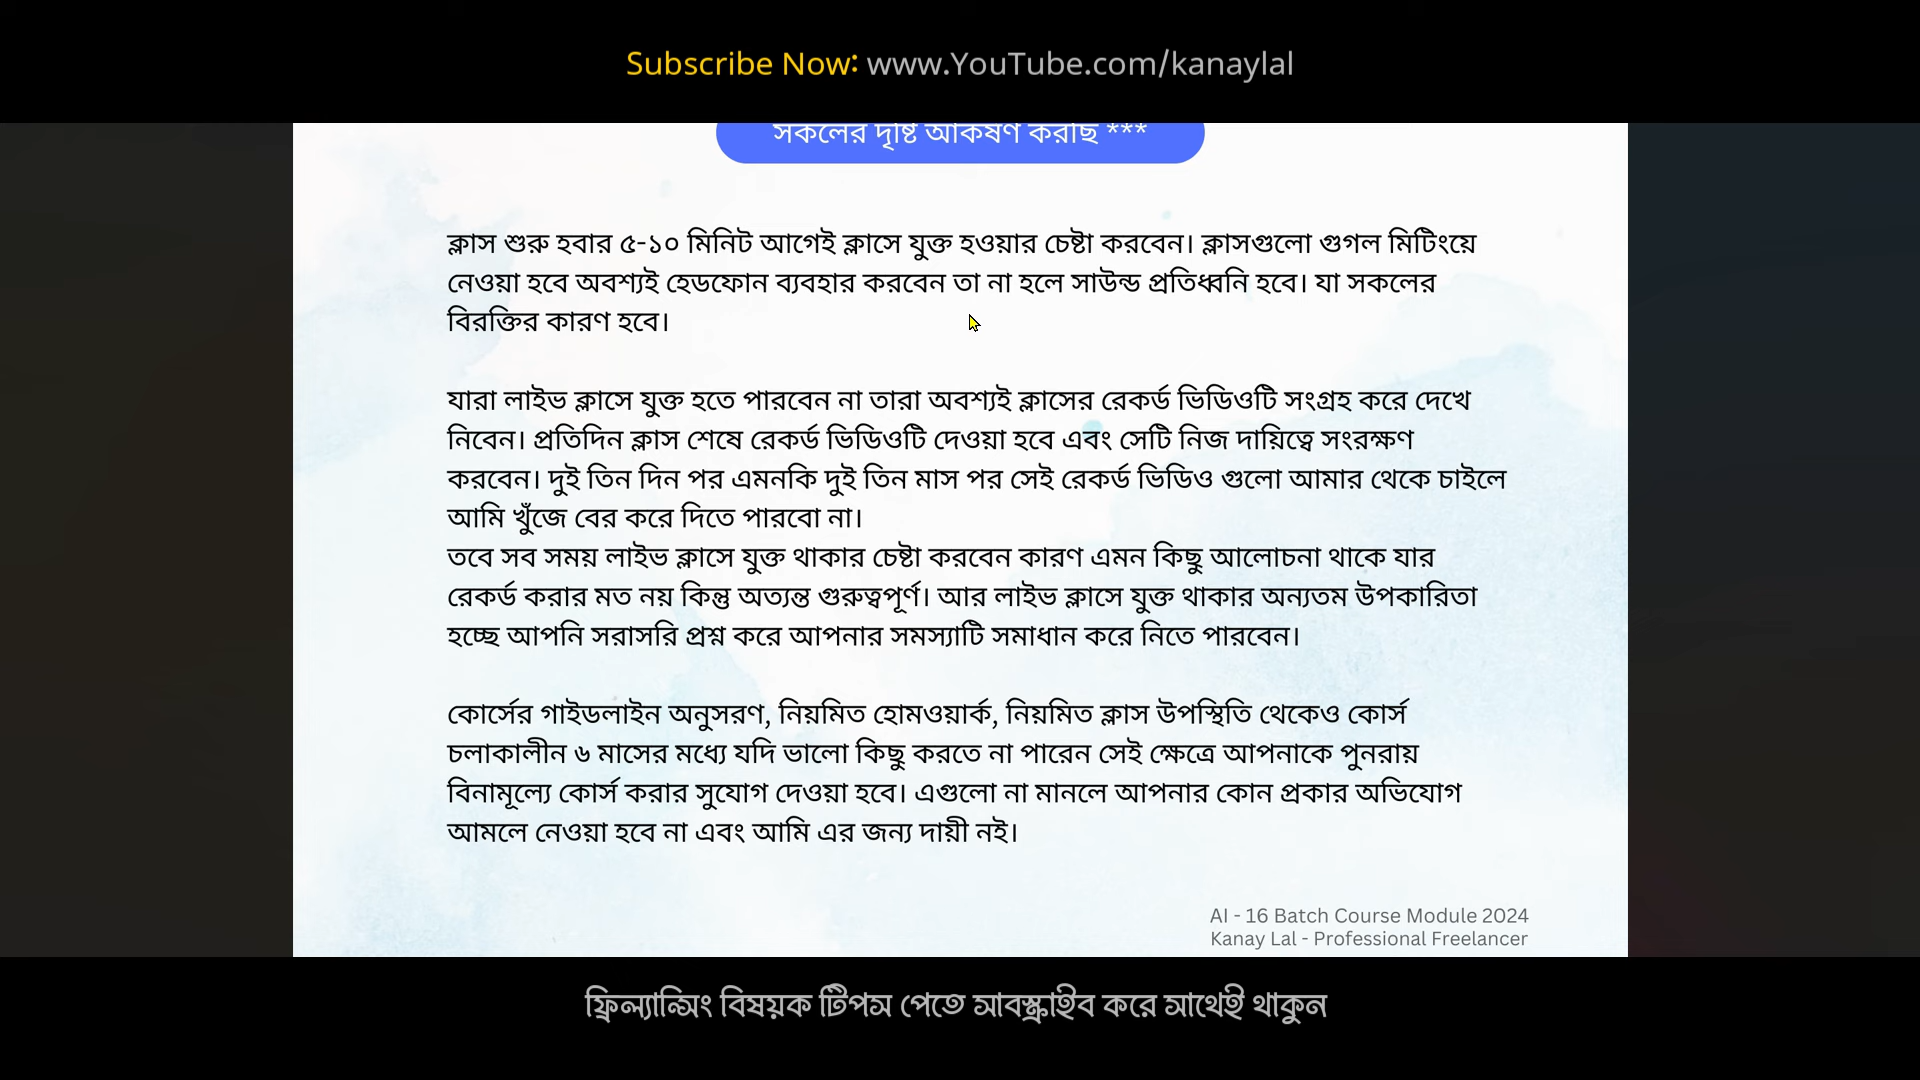 Subscribe Now: www.YouTube.com/kanaylal
সকলের দৃষ্টি আকর্ষণ করছি ***
ক্লাস শুরু হবার ৫-১০ মিনিট আগেই ক্লাসে যুক্ত হওয়ার চেষ্টা করবেন। ক্লাসগুলো গুগল মিটিংয়ে
নেওয়া হবে অবশ্যই হেডফোন ব্যবহার করবেন তা না হলে সাউন্ড প্রতিধ্বনি হবে। যা সকলের
বিরক্তির কারণ হবে।
যারা লাইভ ক্লাসে যুক্ত হতে পারবেন না তারা অবশ্যই ক্লাসের রেকর্ড ভিডিওটি সংগ্রহ করে দেখে
নিবেন। প্রতিদিন ক্লাস শেষে রেকর্ড ভিডিওটি দেওয়া হবে এবং সেটি নিজ দায়িত্বে সংরক্ষণ
করবেন। দুই তিন দিন পর এমনকি দুই তিন মাস পর সেই রেকর্ড ভিডিও গুলো আমার থেকে চাইলে
আমি খুঁজে বের করে দিতে পারবো না।
তবে সব সময় লাইভ ক্লাসে যুক্ত থাকার চেষ্টা করবেন কারণ এমন কিছু আলোচনা থাকে যার
রেকর্ড করার মত নয় কিন্তু অত্যন্ত গুরুত্বপূর্ণ। আর লাইভ ক্লাসে যুক্ত থাকার অন্যতম উপকারিতা
হচ্ছে আপনি সরাসরি প্রশ্ন করে আপনার সমস্যাটি সমাধান করে নিতে পারবেন।
কোর্সের গাইডলাইন অনুসরণ, নিয়মিত হোমওয়ার্ক, নিয়মিত ক্লাস উপস্থিতি থেকেও কোর্স
চলাকালীন ৬ মাসের মধ্যে যদি ভালো কিছু করতে না পারেন সেই ক্ষেত্রে আপনাকে পুনরায়
বিনামূল্যে কোর্স করার সুযোগ দেওয়া হবে। এগুলো না মানলে আপনার কোন প্রকার অভিযোগ
আমলে নেওয়া হবে না এবং আমি এর জন্য দায়ী নই।
AI - 16 Batch Course Module 2024
Kanay Lal - Professional Freelancer
ফ্রিল্যান্সিং বিষয়ক টিপস পেতে সাবস্ক্রাইব করে সাথেই থাকুন